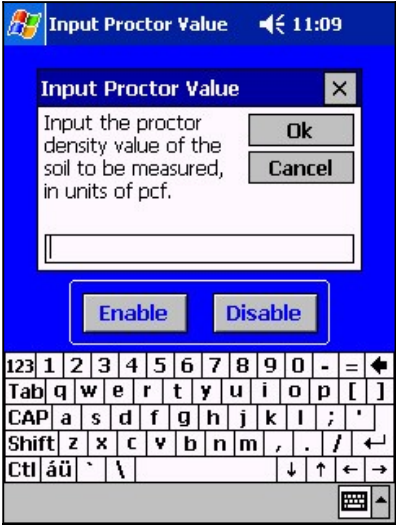 Input Proctor Value 11:09
Input Proctor Value
Input the proctor
density value of the
soil to be measured,
in units of pcf.
Ok
Cancel
Enable Disable
123 1 2 3 4 5 6 7 8 9 0 - =
Tab q w e r t y u i o p [ ]
CAP a s d f g h j k l ; '
Shift z x c v b n m , . /
Ctl áü ` \ ↓ ↑ ← →